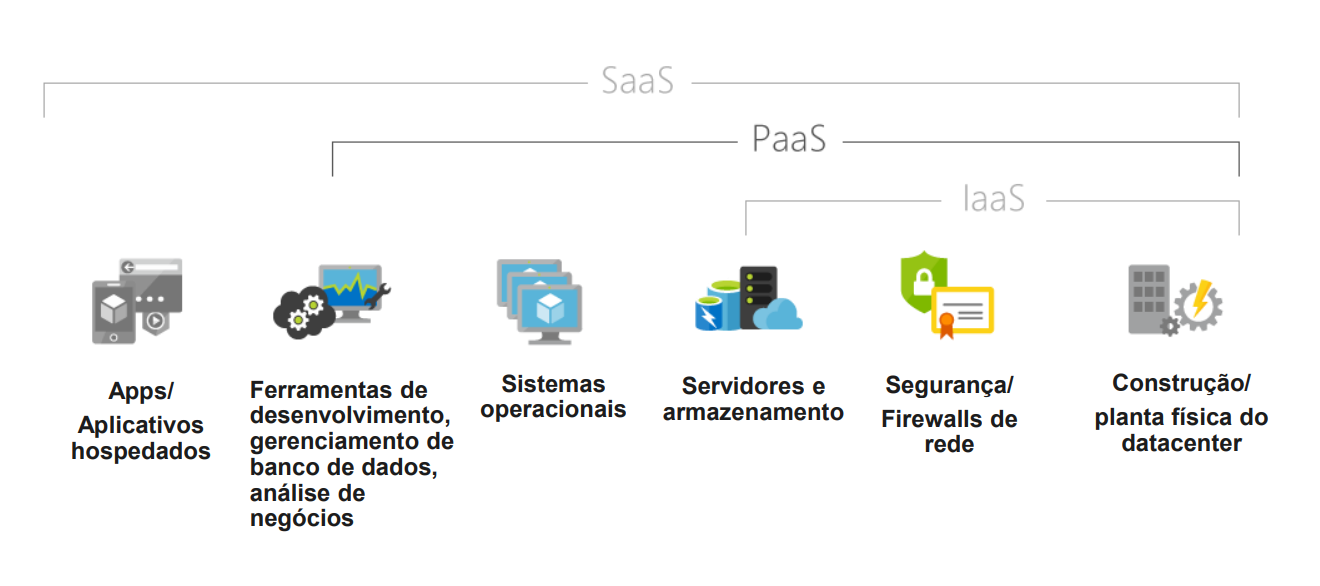 SaaS
PaaS
IaaS
Apps/
Aplicativos
hospedados
Ferramentas de
desenvolvimento,
gerenciamento de
banco de dados,
análise de
negócios
Sistemas
operacionais
Servidores e
armazenamento
Segurança/
Firewalls de
rede
Construção/
planta física do
datacenter